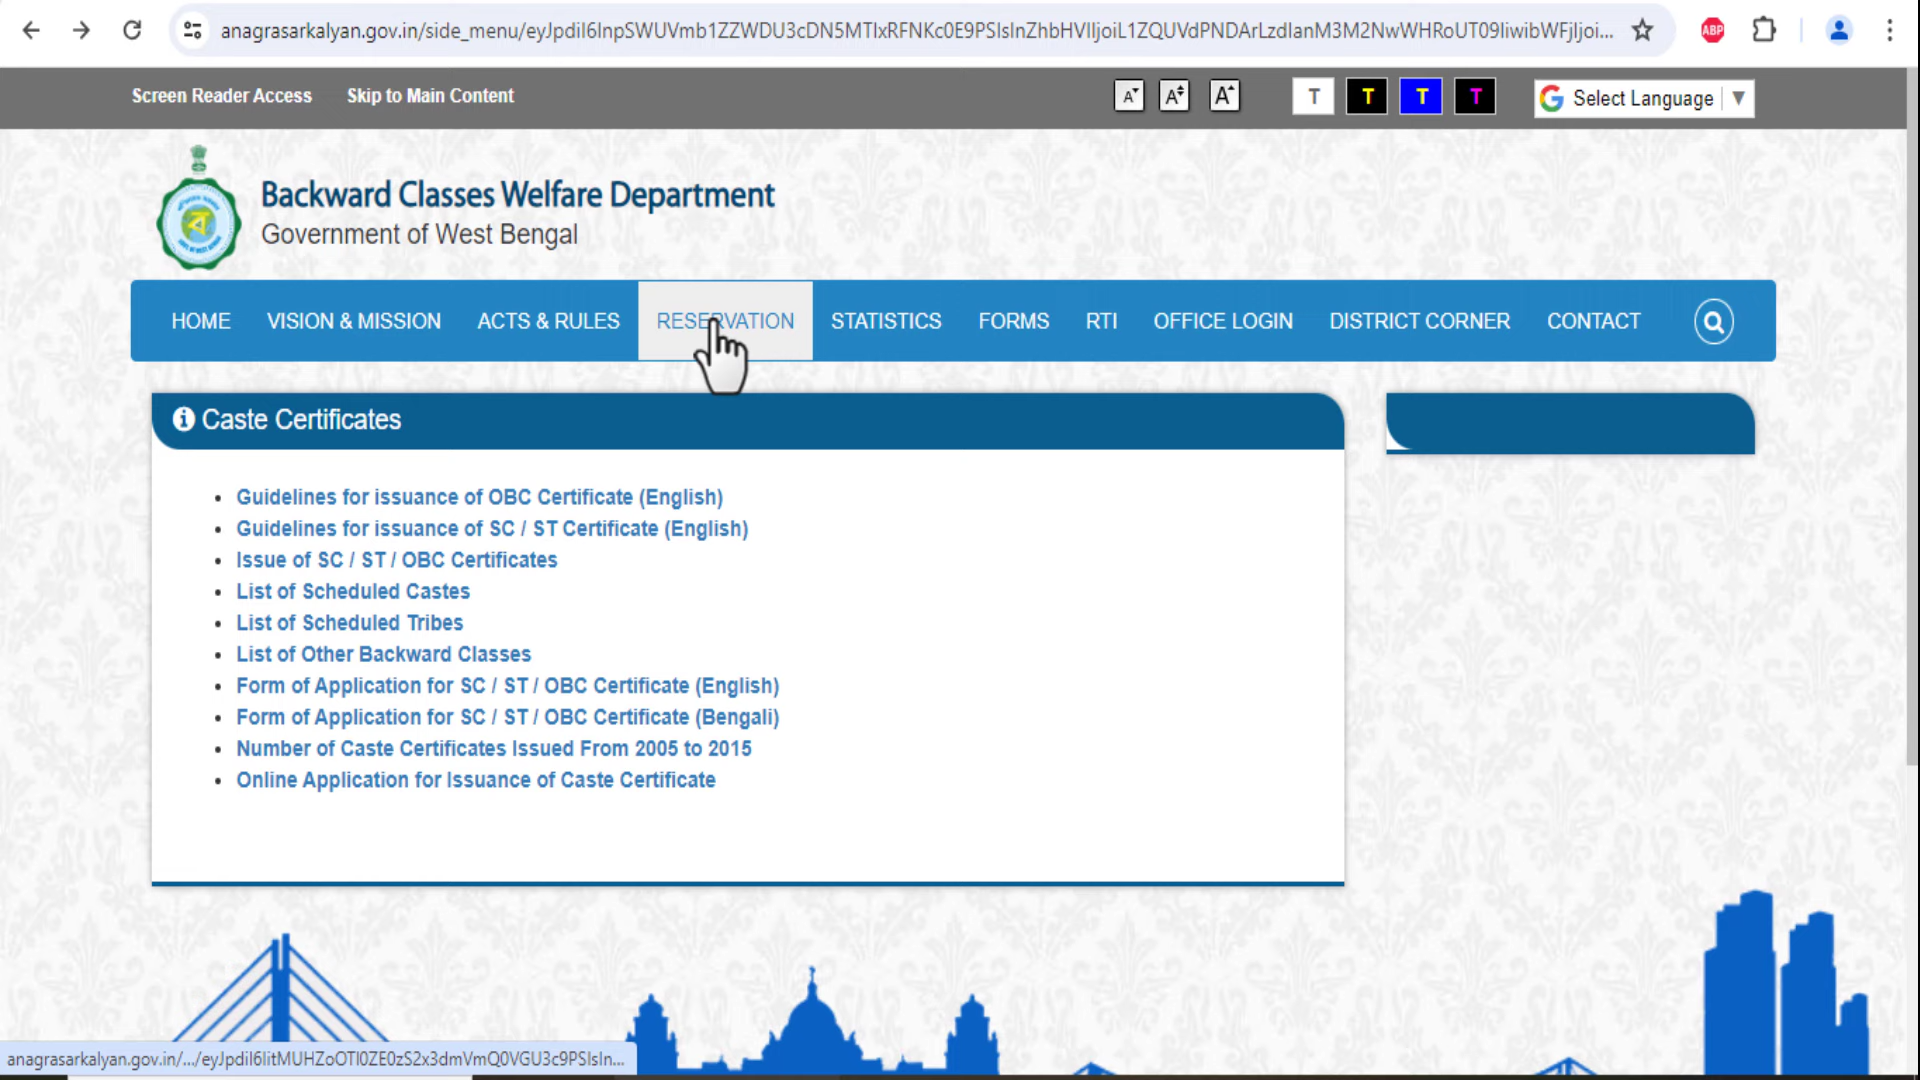 anagrasarkalyan.gov.in/side_menu/eyJpdiI6InpSWUVmb1ZZWDU3cDN5MTIxRFNKc0E9PSIsInZhbHVlIjoiL1ZQUVdPNDArLzdIanM3M2NwWHRoUT09IiwibWFjIjoi...
ABP
Screen Reader Access Skip to Main Content
A A A T T T T Select Language
Backward Classes Welfare Department
Government of West Bengal
HOME VISION & MISSION ACTS & RULES RESERVATION STATISTICS FORMS RTI OFFICE LOGIN DISTRICT CORNER CONTACT
Caste Certificates
Guidelines for issuance of OBC Certificate (English)
Guidelines for issuance of SC / ST Certificate (English)
Issue of SC / ST / OBC Certificates
List of Scheduled Castes
List of Scheduled Tribes
List of Other Backward Classes
Form of Application for SC / ST / OBC Certificate (English)
Form of Application for SC / ST / OBC Certificate (Bengali)
Number of Caste Certificates Issued From 2005 to 2015
Online Application for Issuance of Caste Certificate
anagrasarkalyan.gov.in/.../eyJpdiI6IitMUHZoOTI0ZE0zS2x3dmVmQ0VGU3c9PSIsIn...